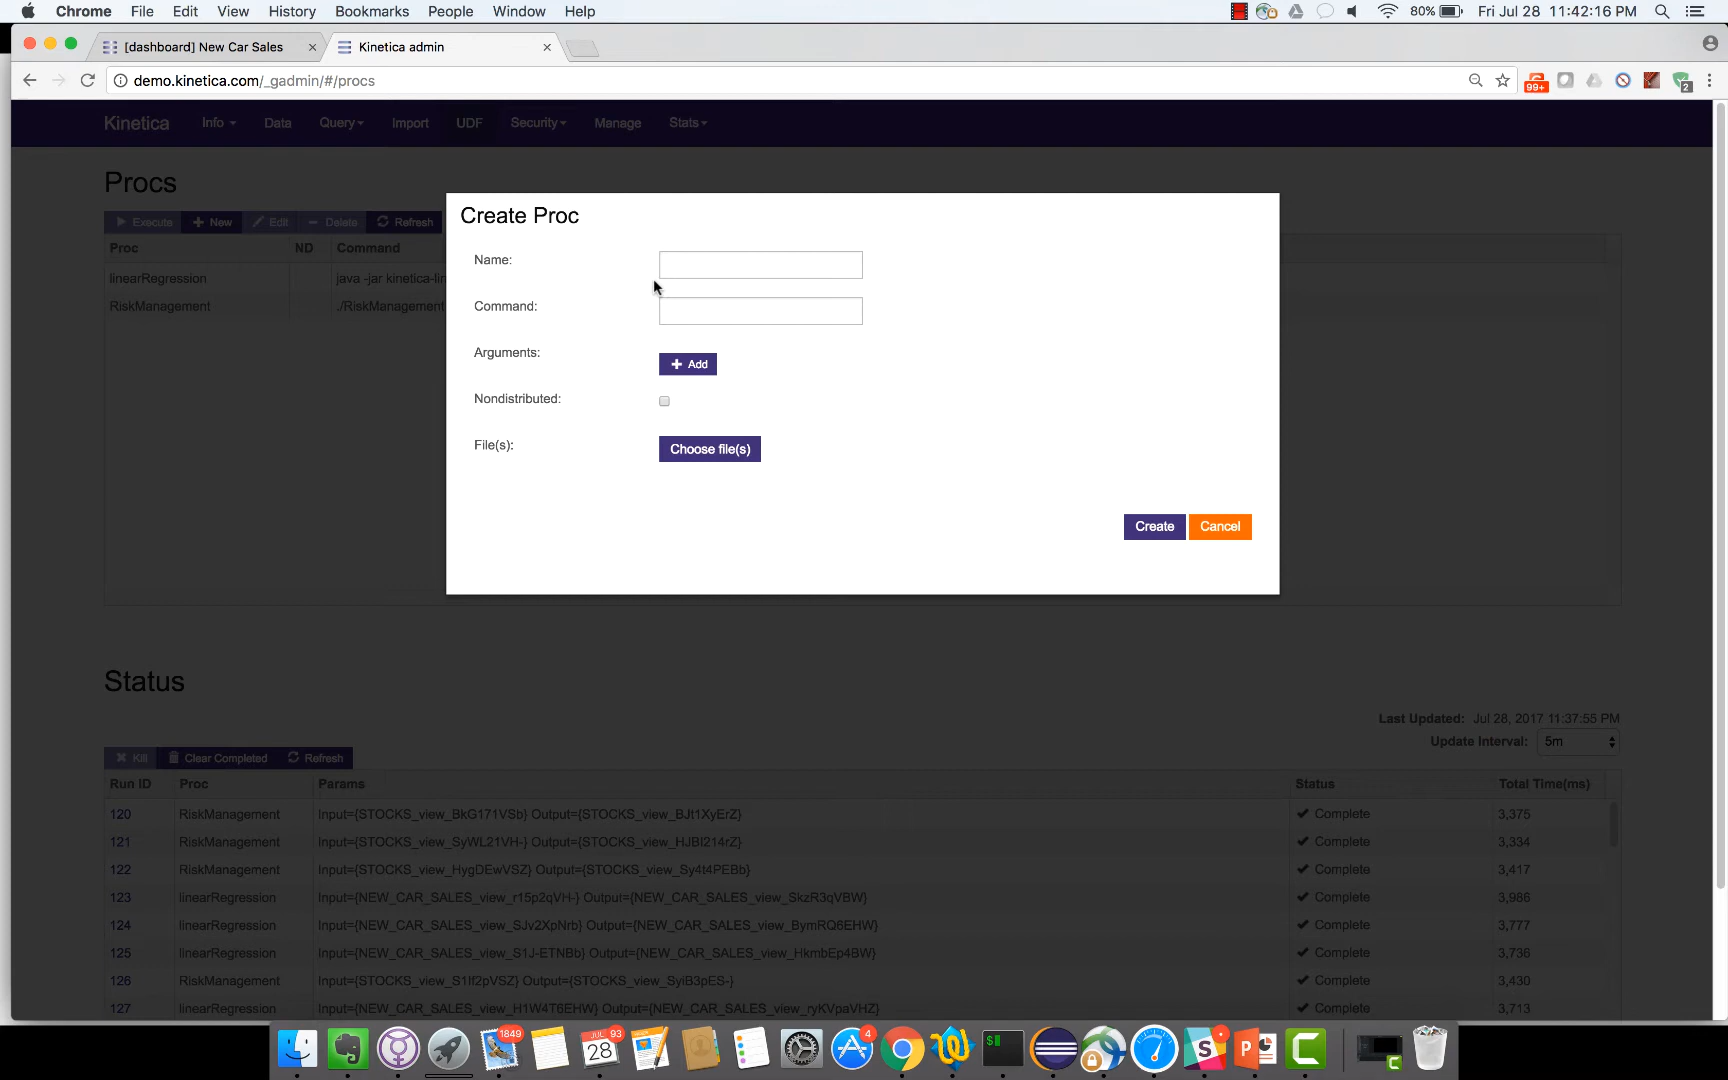 Chrome File Edit View History Bookmarks People Window Help 80% Fri Jul 28 11:42:16 PM
[dashboard] New Car Sales Kinetica admin
demo.kinetica.com/_gadmin/#/procs 99+ 2
Kinetica Info Data Query Import UDF Security Manage Stats
Procs
Execute New Edit Delete Refresh
Proc ND Command
linearRegression java -jar kinetica-lin
RiskManagement ./RiskManagement
Create Proc
Name:
Command:
Arguments: Add
Nondistributed:
File(s): Choose file(s)
Create Cancel
Status
Last Updated: Jul 28, 2017 11:37:55 PM
Update Interval: 5m
Kill Clear Completed Refresh
Run ID Proc Params Status Total Time(ms)
120 RiskManagement Input={STOCKS_view_BkG171VSb} Output={STOCKS_view_BJt1XyErZ} Complete 3,375
121 RiskManagement Input={STOCKS_view_SyWL21VH-} Output={STOCKS_view_HJBI214rZ} Complete 3,334
122 RiskManagement Input={STOCKS_view_HygDEwVSZ} Output={STOCKS_view_Sy4t4PEBb} Complete 3,417
123 linearRegression Input={NEW_CAR_SALES_view_r15p2qVH-} Output={NEW_CAR_SALES_view_SkzR3qVBW} Complete 3,986
124 linearRegression Input={NEW_CAR_SALES_view_SJv2XpNrb} Output={NEW_CAR_SALES_view_BymRQ6EHW} Complete 3,777
125 linearRegression Input={NEW_CAR_SALES_view_S1J-ETNBb} Output={NEW_CAR_SALES_view_HkmbEp4BW} Complete 3,736
126 RiskManagement Input={STOCKS_view_S1If2pVSZ} Output={STOCKS_view_SyiB3pES-} Complete 3,430
127 linearRegression Input={NEW_CAR_SALES_view_H1W4T6EHW} Output={NEW_CAR_SALES_view_ryKVpaVHZ} Complete 3,713
1849 JUL 93 28 4 $ S P C